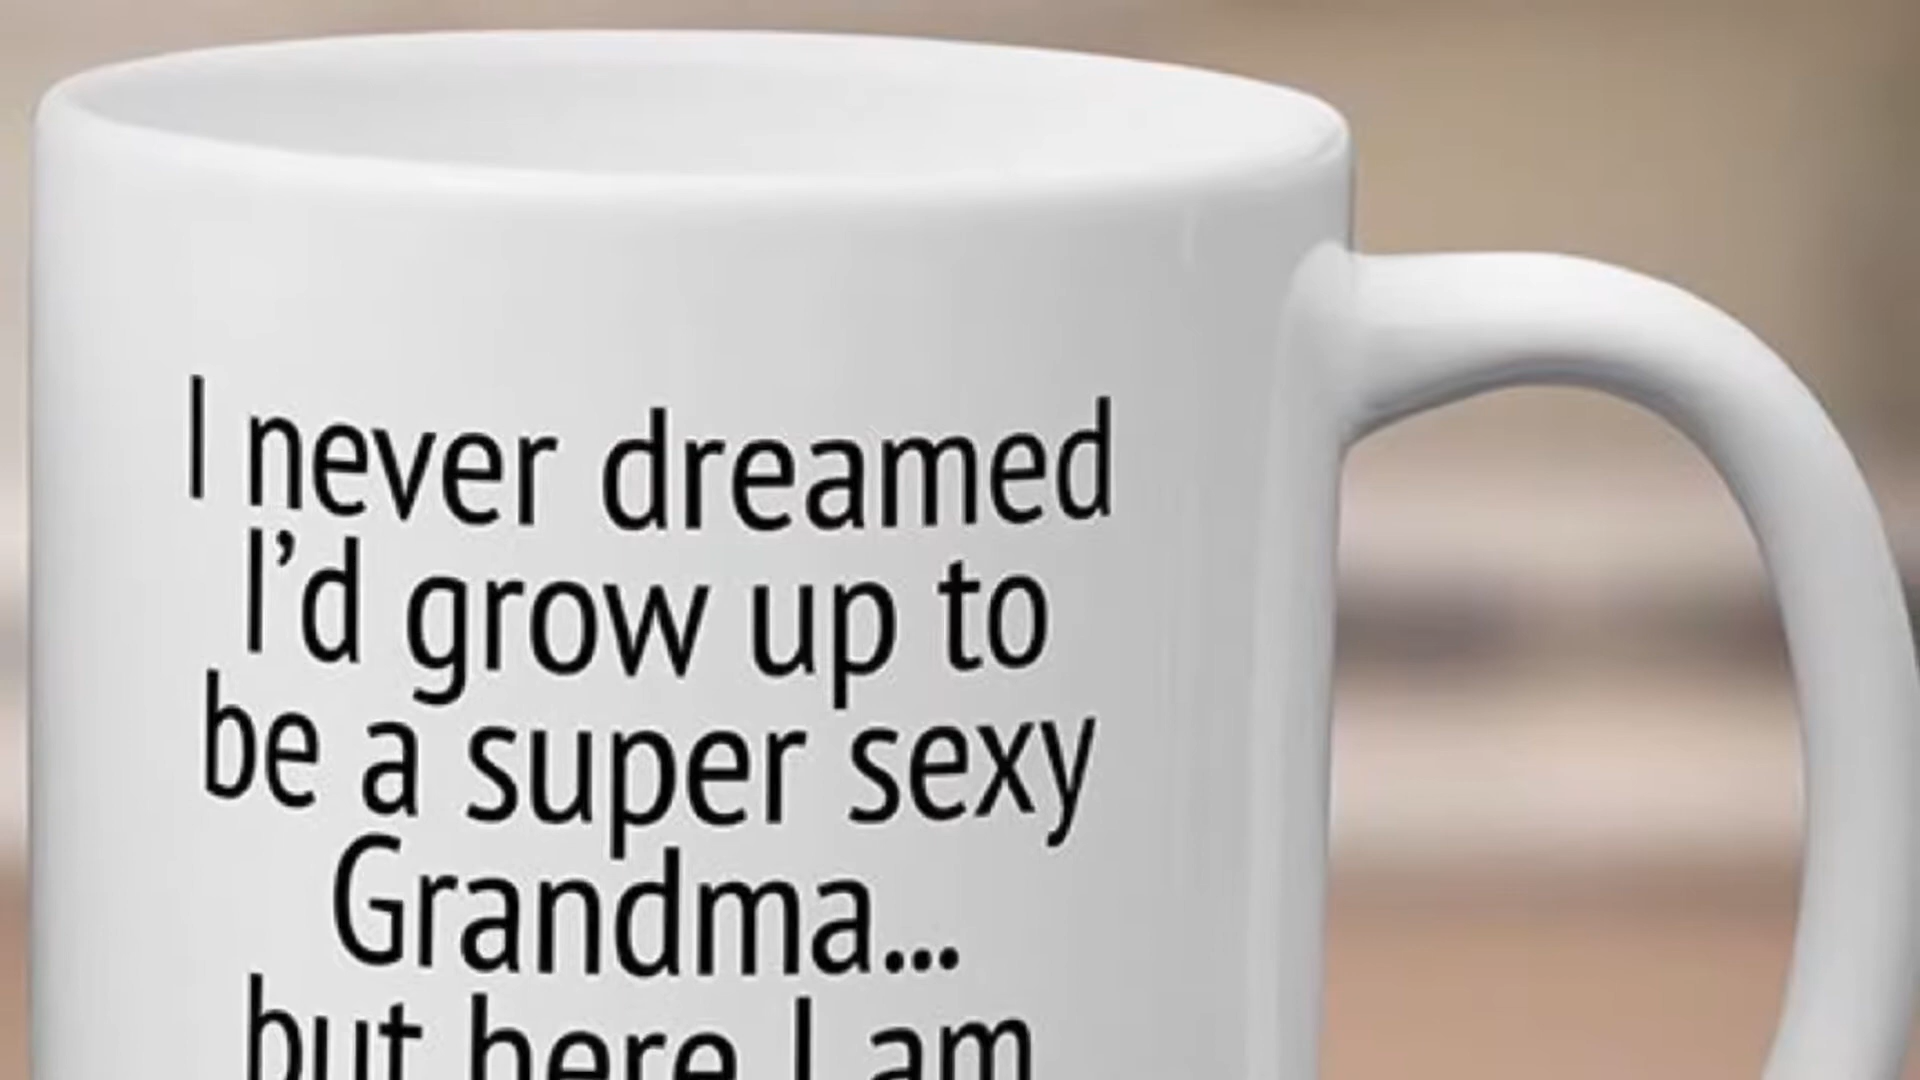 I never dreamed
I’d grow up to
be a super sexy
Grandma...
but here I am